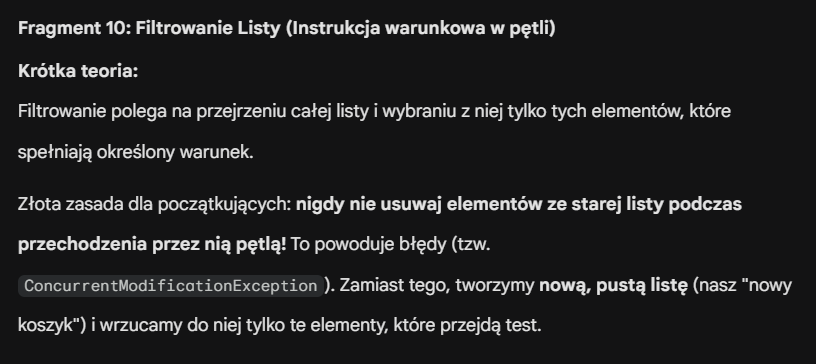 Fragment 10: Filtrowanie Listy (Instrukcja warunkowa w pętli)
Krótka teoria:
Filtrowanie polega na przejrzeniu całej listy i wybraniu z niej tylko tych elementów, które
spełniają określony warunek.
Złota zasada dla początkujących: nigdy nie usuwaj elementów ze starej listy podczas
przechodzenia przez nią pętlą! To powoduje błędy (tzw.
ConcurrentModificationException). Zamiast tego, tworzymy nową, pustą listę (nasz "nowy
koszyk") i wrzucamy do niej tylko te elementy, które przejdą test.